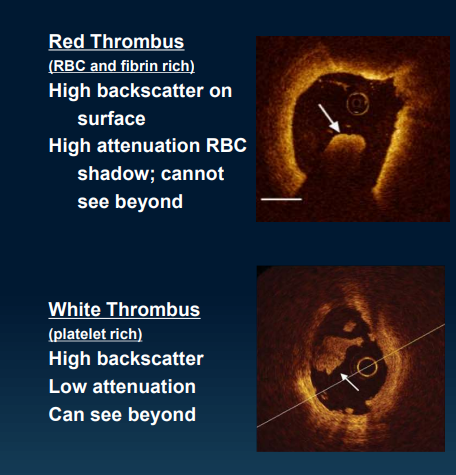 Red Thrombus
(RBC and fibrin rich)
High backscatter on
surface
High attenuation RBC
shadow; cannot
see beyond
White Thrombus
(platelet rich)
High backscatter
Low attenuation
Can see beyond